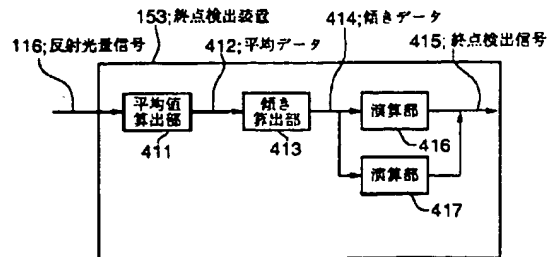 153;終点検出装置
414;傾きデータ
116;反射光量信号
412;平均データ
415;終点検出信号
平均値
算出部
411
傾き
算出部
413
演算部
416
演算部
417